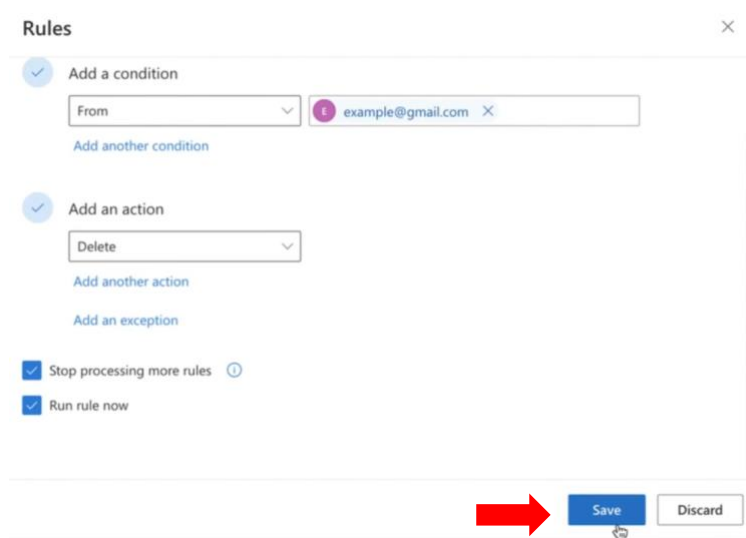 Rules
Add a condition
From
E example@gmail.com
Add another condition
Add an action
Delete
Add another action
Add an exception
Stop processing more rules
Run rule now
Save Discard